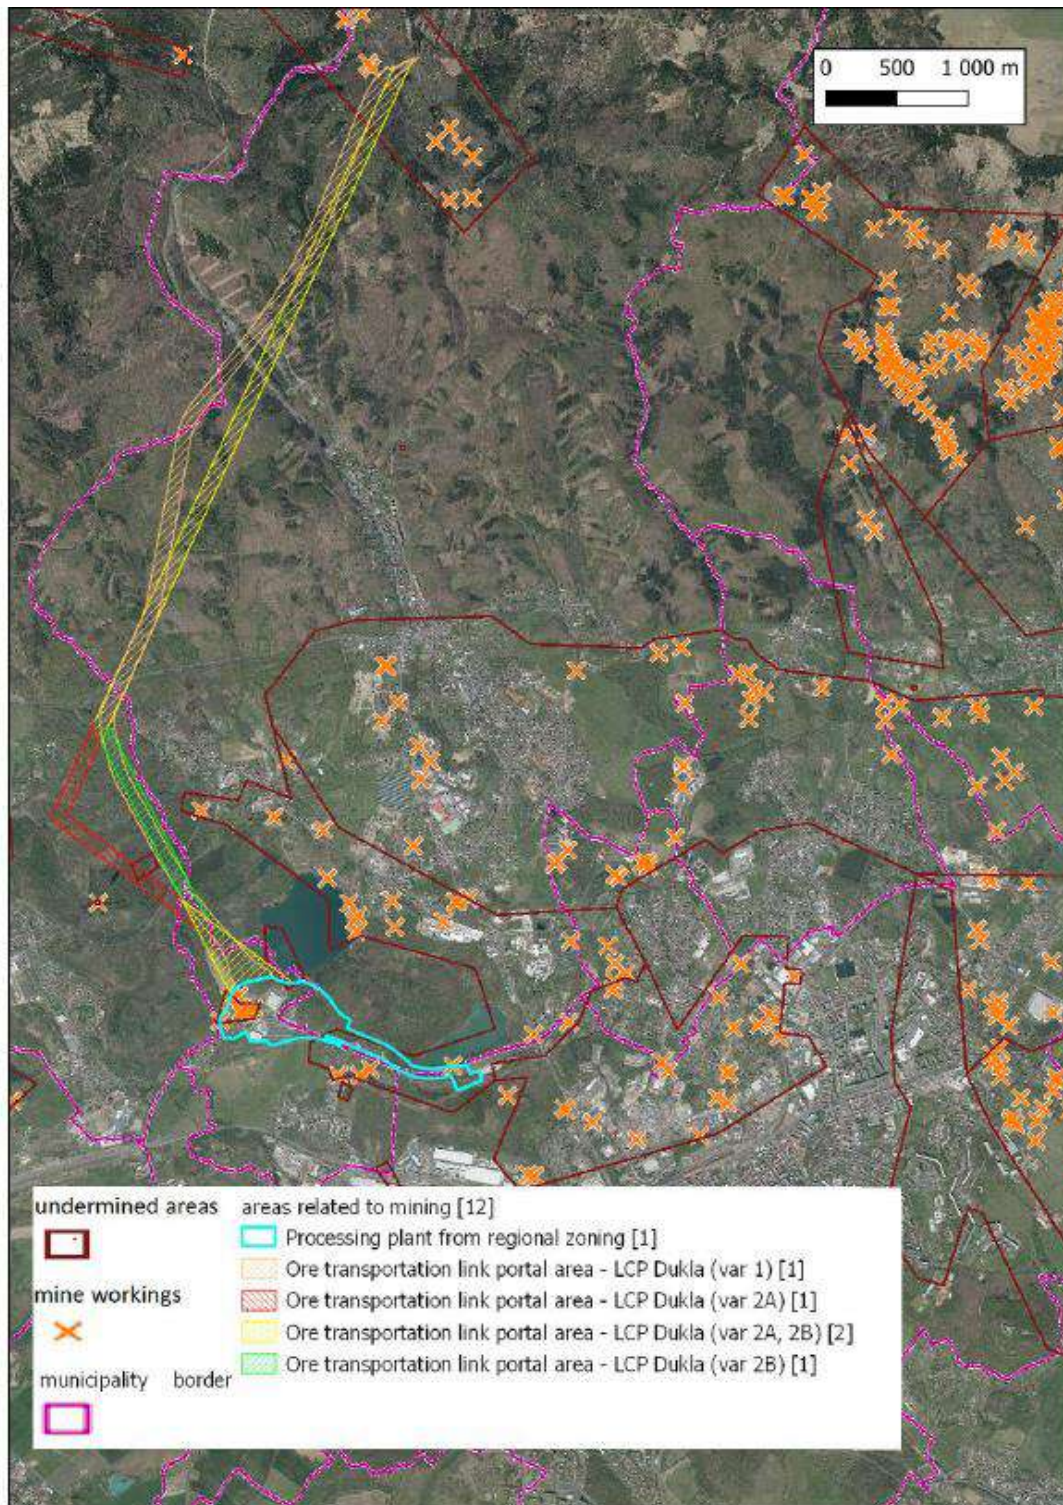 0 500 1 000 m
undermined areas
mine workings
municipality border
areas related to mining [12]
Processing plant from regional zoning [1]
Ore transportation link portal area - LCP Dukla (var 1) [1]
Ore transportation link portal area - LCP Dukla (var 2A) [1]
Ore transportation link portal area - LCP Dukla (var 2A, 2B) [2]
Ore transportation link portal area - LCP Dukla (var 2B) [1]